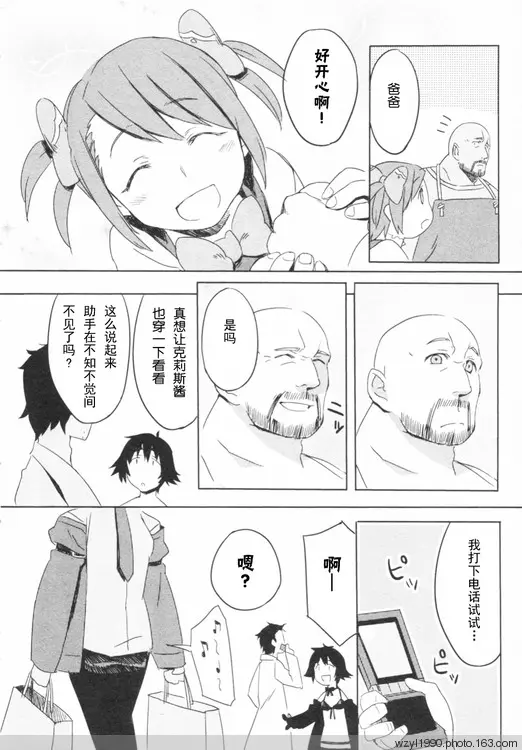 爸爸
好开心啊！
是吗
真想让克莉斯酱
也穿一下看看
这么说起来
助手在不知不觉间
不见了吗？
我打下电话试试…
ピッ
ピッ
啊—
嗯？
♪～♪
www.wzyl1990.photo.163.com